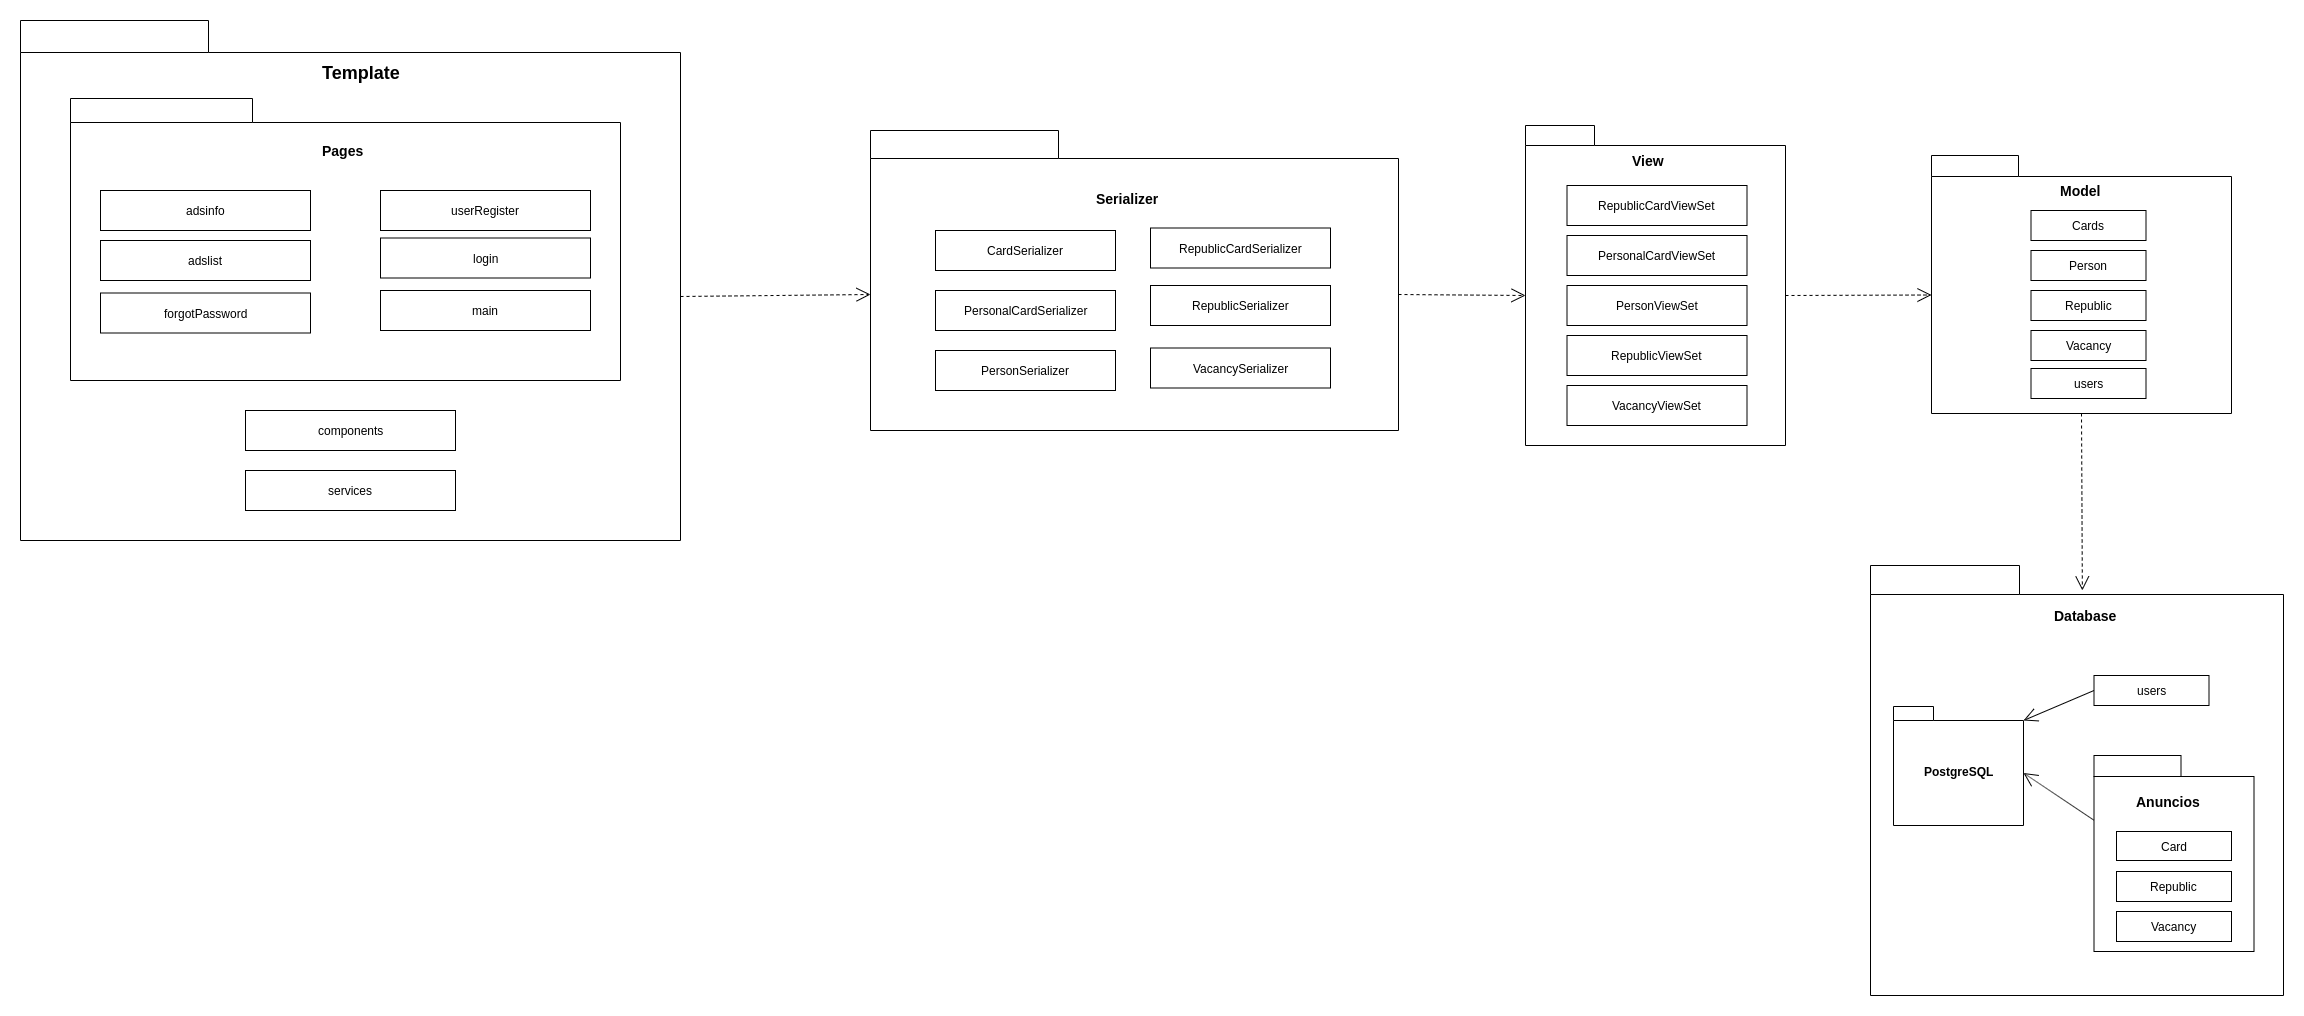 Template
Pages
adsinfo
userRegister
adslist
login
forgotPassword
main
components
services
Serializer
CardSerializer
RepublicCardSerializer
PersonalCardSerializer
RepublicSerializer
PersonSerializer
VacancySerializer
View
RepublicCardViewSet
PersonalCardViewSet
PersonViewSet
RepublicViewSet
VacancyViewSet
Model
Cards
Person
Republic
Vacancy
users
Database
users
PostgreSQL
Anuncios
Card
Republic
Vacancy